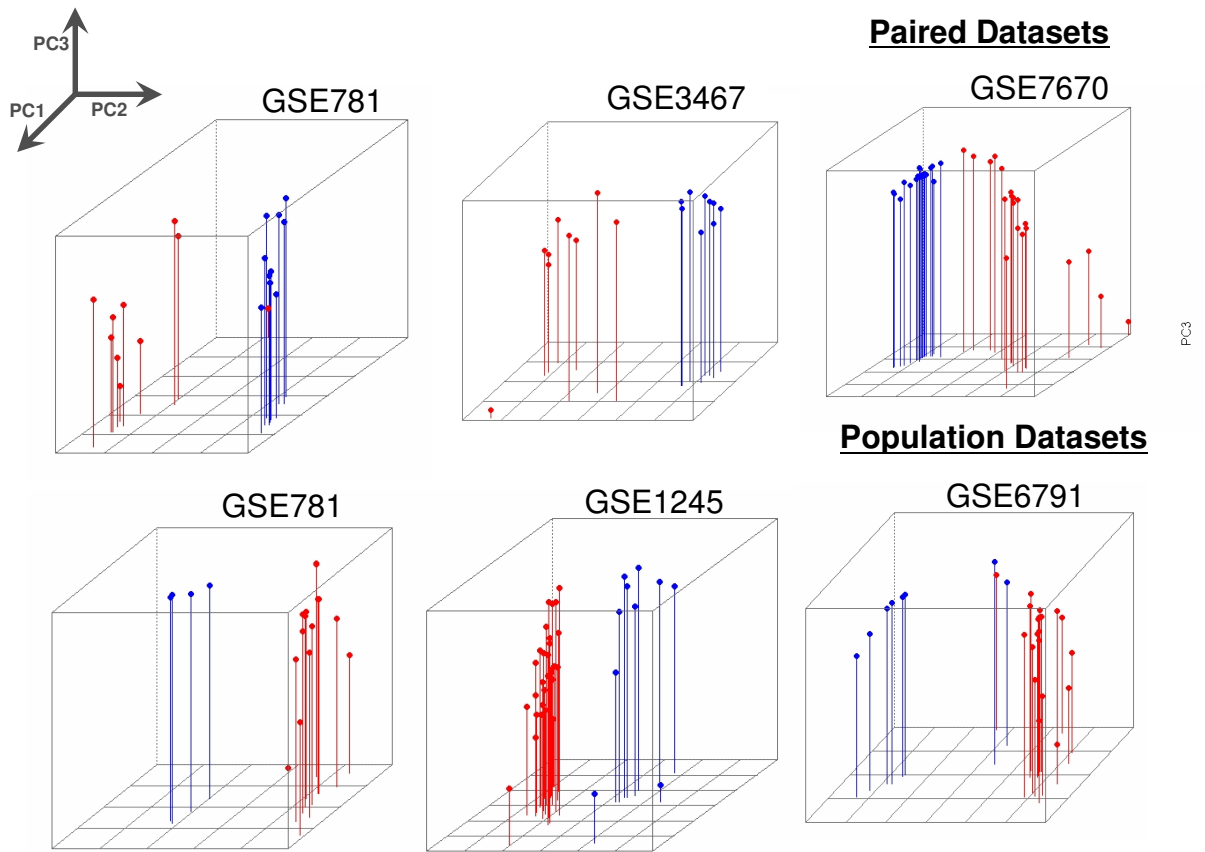 Paired Datasets
PC3
PC1
PC2
GSE781
GSE3467
GSE7670
PC3
Population Datasets
GSE781
GSE1245
GSE6791